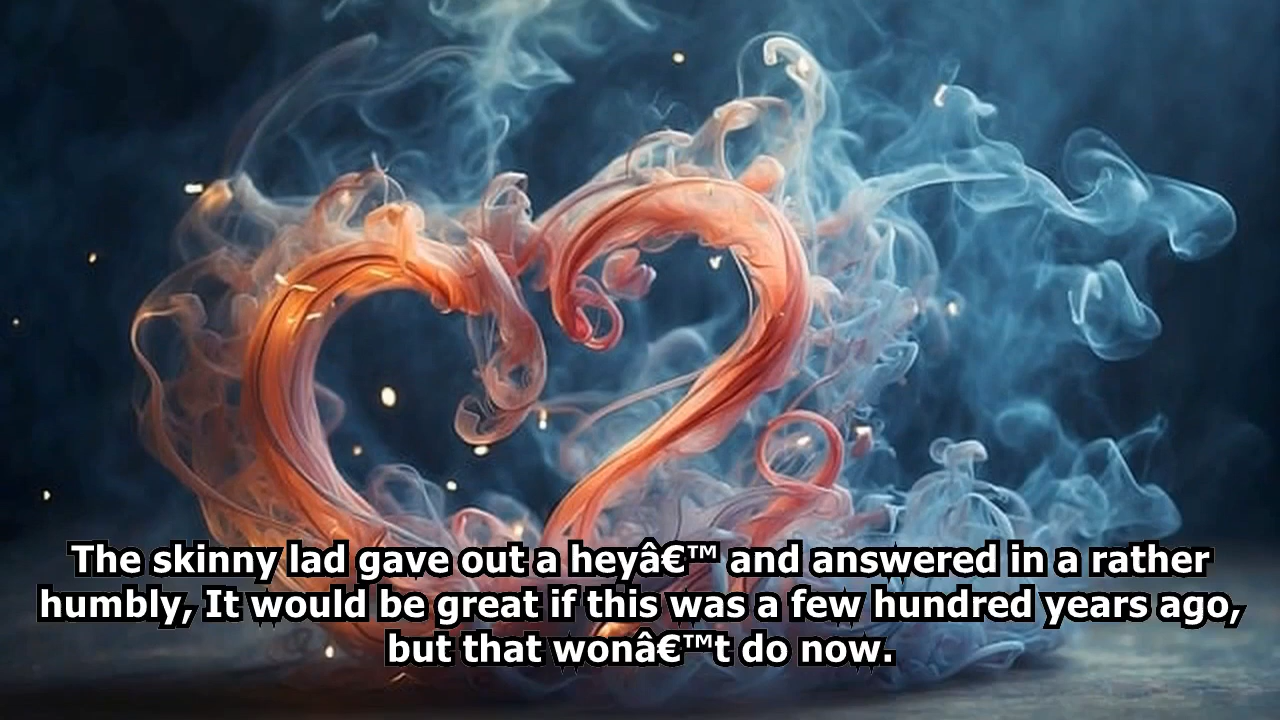 The skinny lad gave out a heyâ€™ and answered in a rather
humbly, It would be great if this was a few hundred years ago,
but that wonâ€™t do now.